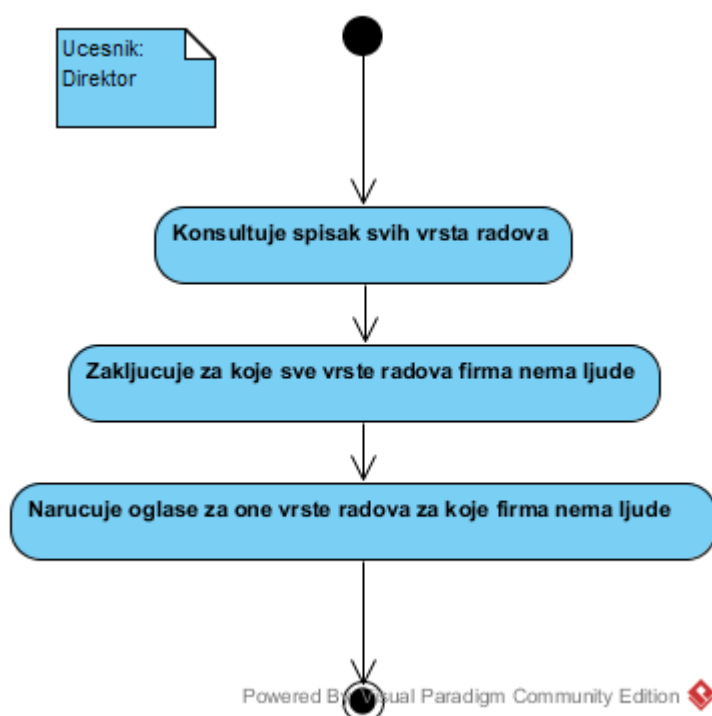 Ucesnik:
Direktor
Konsultuje spisak svih vrsta radova
Zakljucuje za koje sve vrste radova firma nema ljude
Narucuje oglase za one vrste radova za koje firma nema ljude
Powered By Visual Paradigm Community Edition